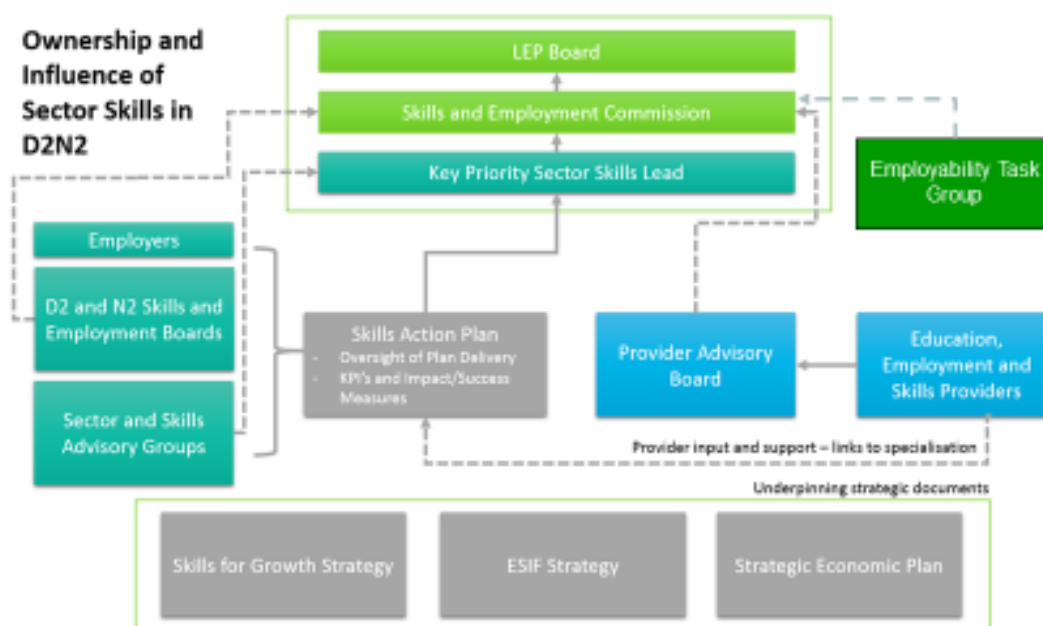 Ownership and
Influence of
Sector Skills in
D2N2
LEP Board
Skills and Employment Commission
Key Priority Sector Skills Lead
Employability Task
Group
Employers
D2 and N2 Skills and
Employment Boards
Sector and Skills
Advisory Groups
Skills Action Plan
- Oversight of Plan Delivery
- KPI's and Impact/Success
Measures
Provider Advisory
Board
Education,
Employment and
Skills Providers
Provider input and support – links to specialisation
Underpinning strategic documents
Skills for Growth Strategy
ESIF Strategy
Strategic Economic Plan